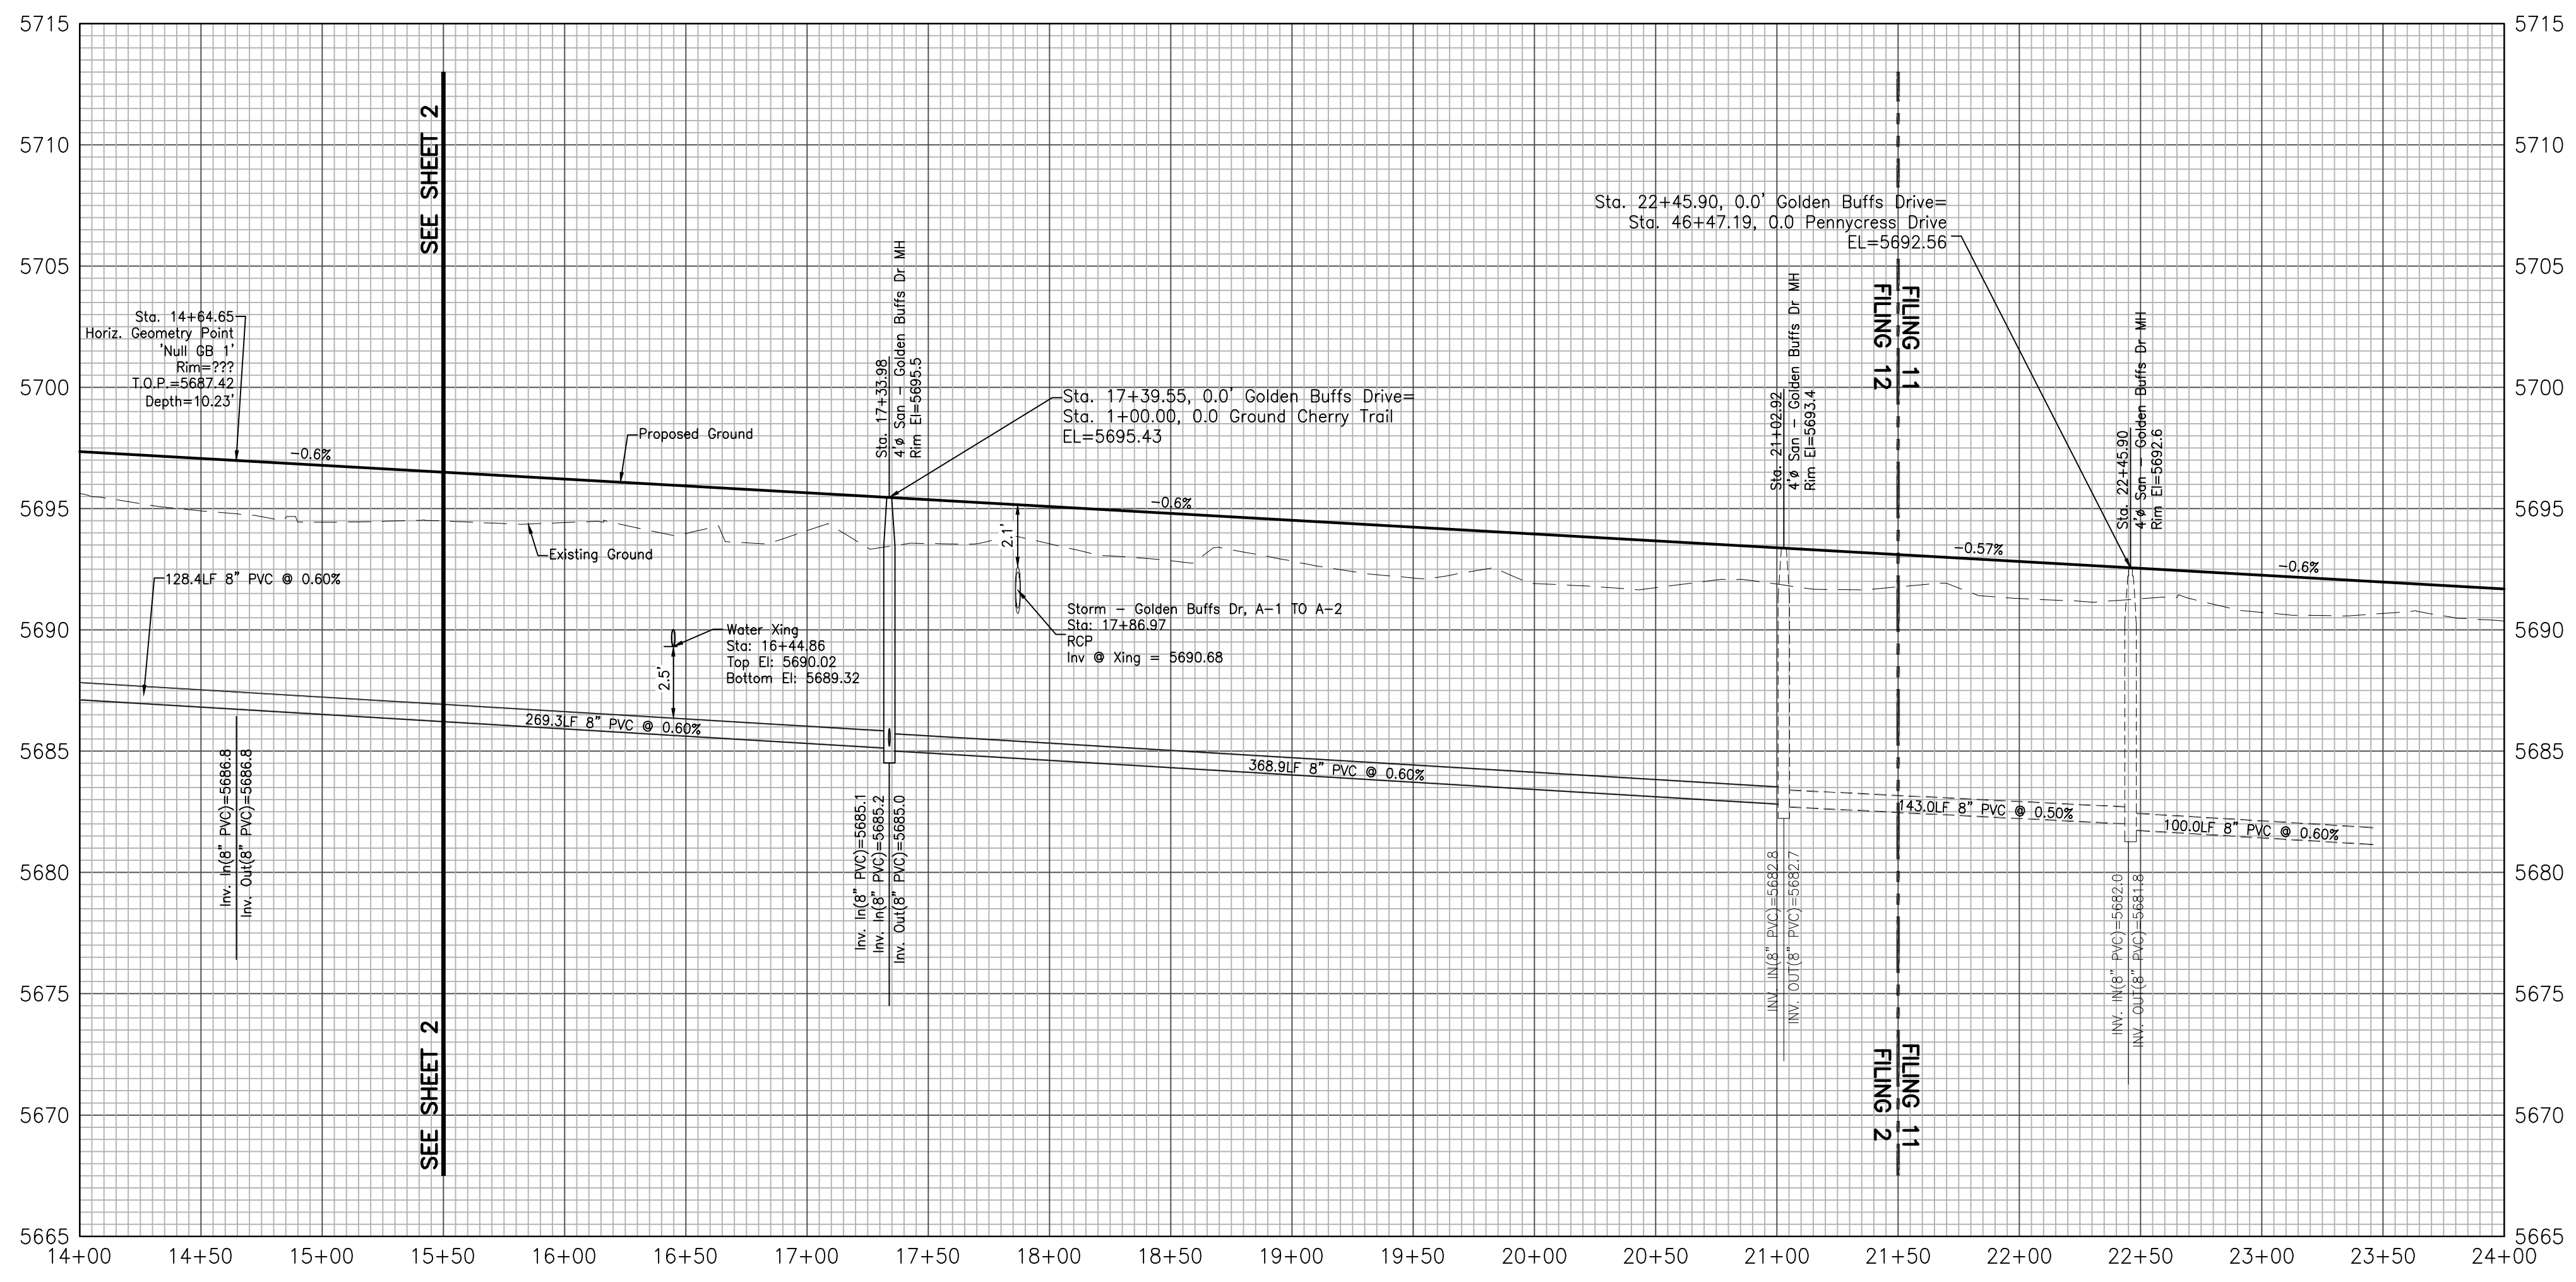 5715
5710
5705
5700
5695
5690
5685
5680
5675
5670
5665
SEE SHEET 2
SEE SHEET 2
Sta. 14+64.65
Horiz. Geometry Point
'Null GB 1'
Rim=???
T.O.P.=5687.42
Depth=10.23'
-0.6%
Proposed Ground
Existing Ground
128.4LF 8" PVC @ 0.60%
Inv. In(8" PVC)=5686.8
Inv. Out(8" PVC)=5686.8
269.3LF 8" PVC @ 0.60%
2.5'
Water Xing
Sta: 16+44.86
Top El: 5690.02
Bottom El: 5689.32
Sta. 17+33.98
4'ø San - Golden Buffs Dr MH
Rim El=5695.5
Inv. In(8" PVC)=5685.1
Inv. In(8" PVC)=5685.2
Inv. Out(8" PVC)=5685.0
Sta. 17+39.55, 0.0' Golden Buffs Drive=
Sta. 1+00.00, 0.0 Ground Cherry Trail
EL=5695.43
2.1'
-0.6%
Storm - Golden Buffs Dr, A-1 TO A-2
Sta: 17+86.97
RCP
Inv @ Xing = 5690.68
368.9LF 8" PVC @ 0.60%
Sta. 22+45.90, 0.0' Golden Buffs Drive=
Sta. 46+47.19, 0.0 Pennycress Drive
EL=5692.56
Sta. 21+02.92
4'ø San - Golden Buffs Dr MH
Rim El=5693.4
INV. IN(8" PVC)=5682.8
INV. OUT(8" PVC)=5682.7
FILING 11
FILING 12
FILING 11
FILING 2
-0.57%
143.0LF 8" PVC @ 0.50%
Sta. 22+45.90
4'ø San - Golden Buffs Dr MH
Rim El=5692.6
INV. IN(8" PVC)=5682.0
INV. OUT(8" PVC)=5681.8
-0.6%
100.0LF 8" PVC @ 0.60%
5715
5710
5705
5700
5695
5690
5685
5680
5675
5670
5665
14+00 14+50 15+00 15+50 16+00 16+50 17+00 17+50 18+00 18+50 19+00 19+50 20+00 20+50 21+00 21+50 22+00 22+50 23+00 23+50 24+00